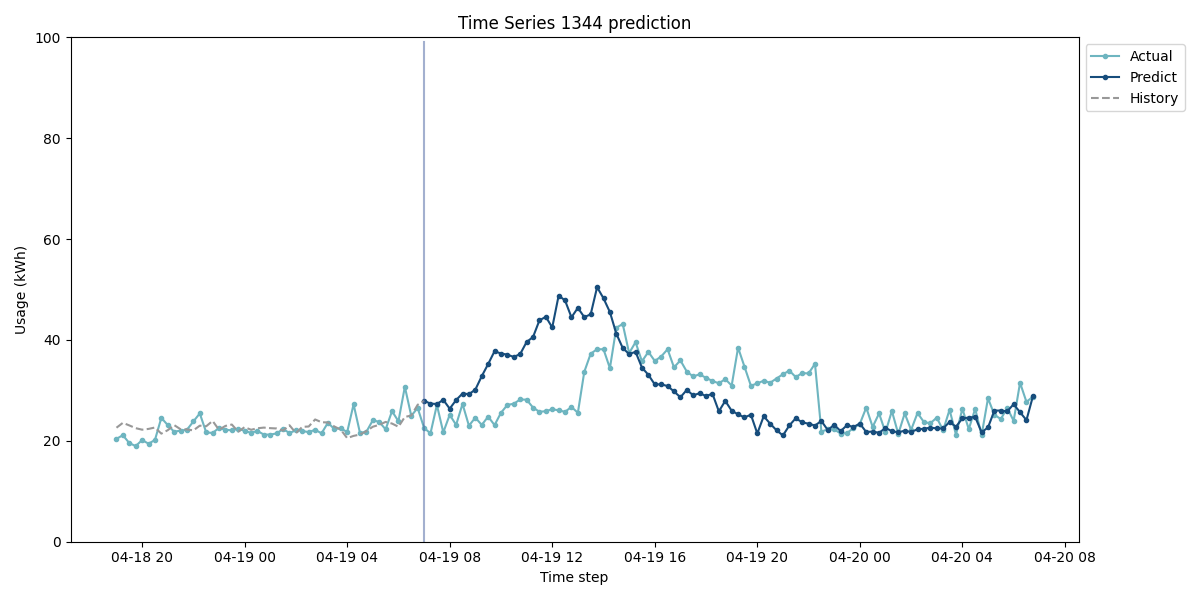 Time Series 1344 prediction
100
80
60
40
20
0
Usage (kWh)
04-18 20
04-19 00
04-19 04
04-19 08
04-19 12
04-19 16
04-19 20
04-20 00
04-20 04
04-20 08
Time step
Actual
Predict
History